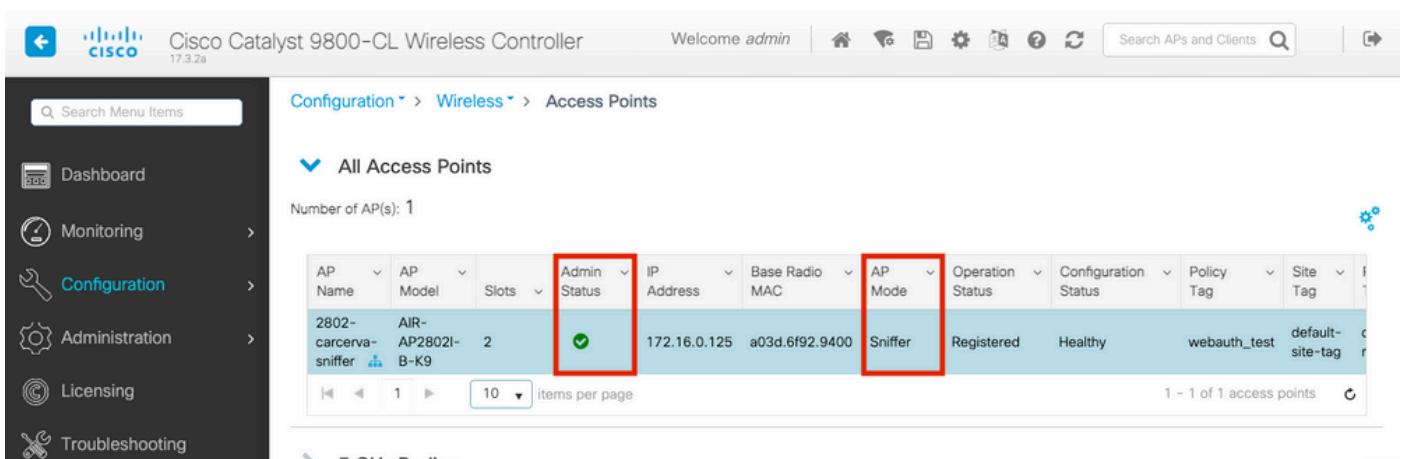 CISCO
Cisco Catalyst 9800-CL Wireless Controller
17.3.2a
Welcome admin
Search APs and Clients
Search Menu Items
Dashboard
Monitoring
Configuration
Administration
Licensing
Troubleshooting
Configuration > Wireless > Access Points
All Access Points
Number of AP(s): 1
AP Name
AP Model
Slots
Admin Status
IP Address
Base Radio MAC
AP Mode
Operation Status
Configuration Status
Policy Tag
Site Tag
2802-carcerva-sniffer
AIR-AP2802I-B-K9
2
172.16.0.125
a03d.6f92.9400
Sniffer
Registered
Healthy
webauth_test
default-site-tag
1
10
items per page
1 - 1 of 1 access points